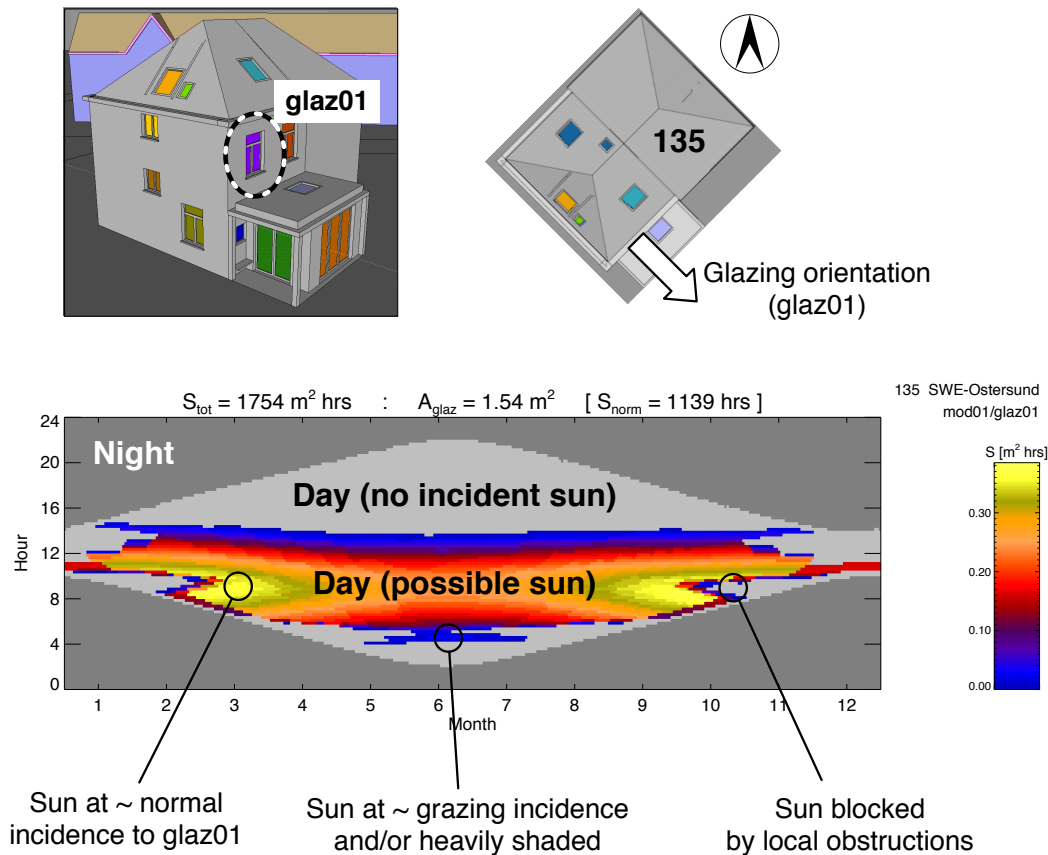 glaz01
135
Glazing orientation
(glaz01)
S_tot = 1754 m² hrs : A_glaz = 1.54 m² [ S_norm = 1139 hrs ]
135 SWE-Ostersund
mod01/glaz01
S [m² hrs]
0.30
0.20
0.10
0.00
24
20
16
12
8
4
0
Hour
Night
Day (no incident sun)
Day (possible sun)
1 2 3 4 5 6 7 8 9 10 11 12
Month
Sun at ~ normal
incidence to glaz01
Sun at ~ grazing incidence
and/or heavily shaded
Sun blocked
by local obstructions